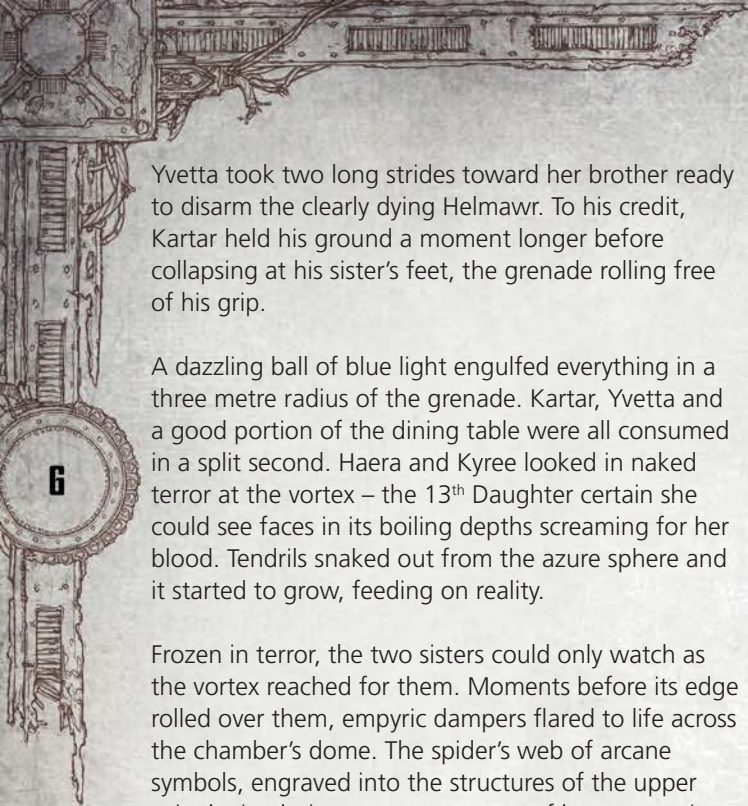 Yvetta took two long strides toward her brother ready
to disarm the clearly dying Helmawr. To his credit,
Kartar held his ground a moment longer before
collapsing at his sister’s feet, the grenade rolling free
of his grip.
A dazzling ball of blue light engulfed everything in a
three metre radius of the grenade. Kartar, Yvetta and
a good portion of the dining table were all consumed
in a split second. Haera and Kyree looked in naked
terror at the vortex – the 13th Daughter certain she
could see faces in its boiling depths screaming for her
blood. Tendrils snaked out from the azure sphere and
it started to grow, feeding on reality.
Frozen in terror, the two sisters could only watch as
the vortex reached for them. Moments before its edge
rolled over them, empyric dampers flared to life across
the chamber’s dome. The spider’s web of arcane
symbols, engraved into the structures of the upper
6